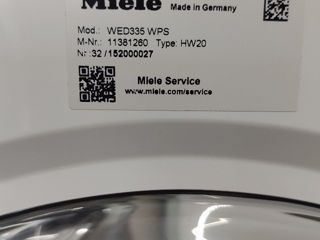 Miele Made in Germany
Mod.: WED335 WPS
M-Nr.: 11381260 Type: HW20
Nr.:32/152000027
Miele Service
www.miele.com/service